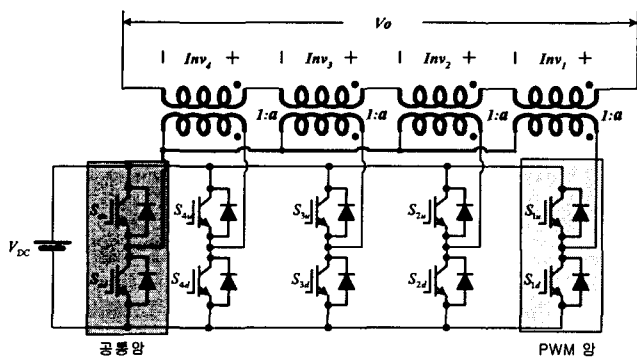 Vo
Inv₄ Inv₃ Inv₂ Inv₁
1:a 1:a 1:a 1:a
S₄ᵤ S₃ᵤ S₂ᵤ S₁ᵤ
V_DC
S₄d S₃d S₂d S₁d
공통암 PWM 암